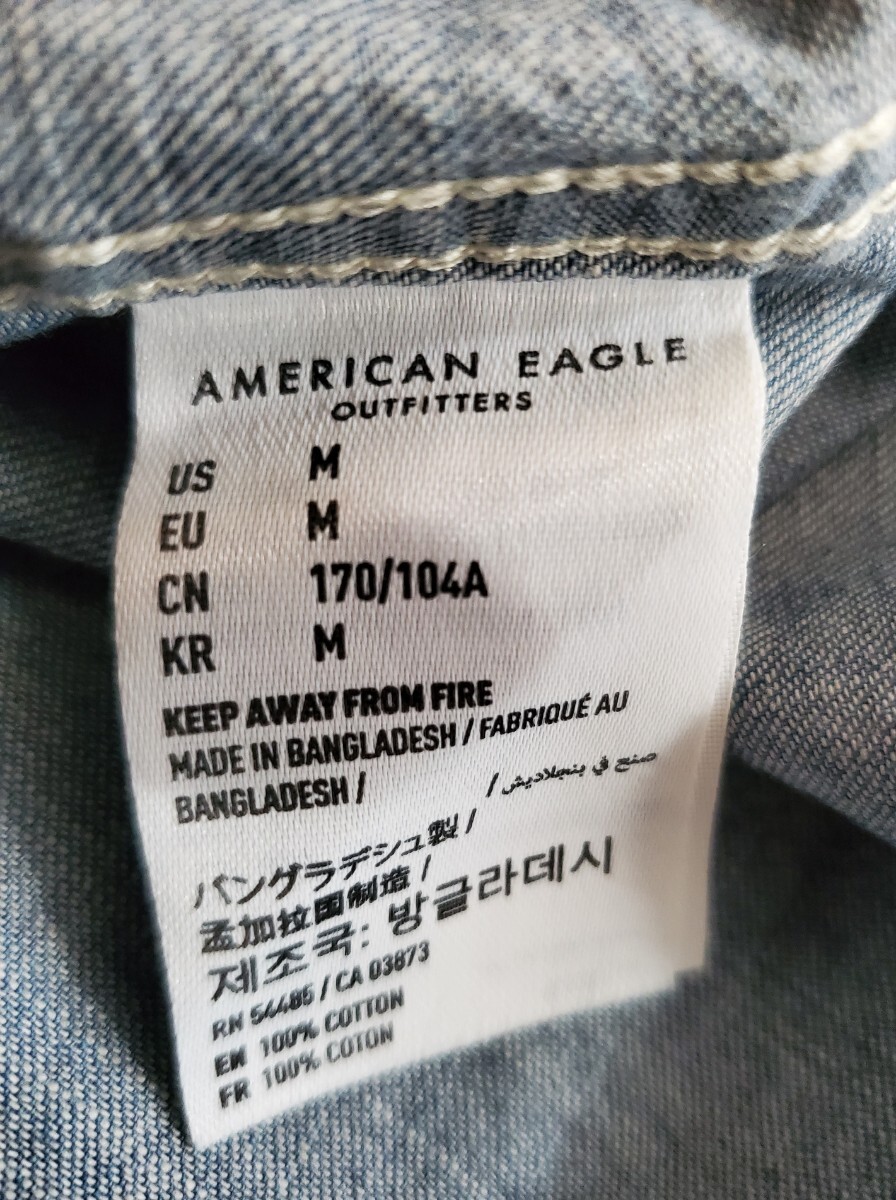 AMERICAN EAGLE
OUTFITTERS
US M
EU M
CN 170/104A
KR M
KEEP AWAY FROM FIRE
MADE IN BANGLADESH / FABRIQUÉ AU
BANGLADESH / / صنع في بنجلاديش
バングラデシュ製 /
孟加拉国制造 /
제조국: 방글라데시
RN 54485 / CA 03873
EN 100% COTTON
FR 100% COTON